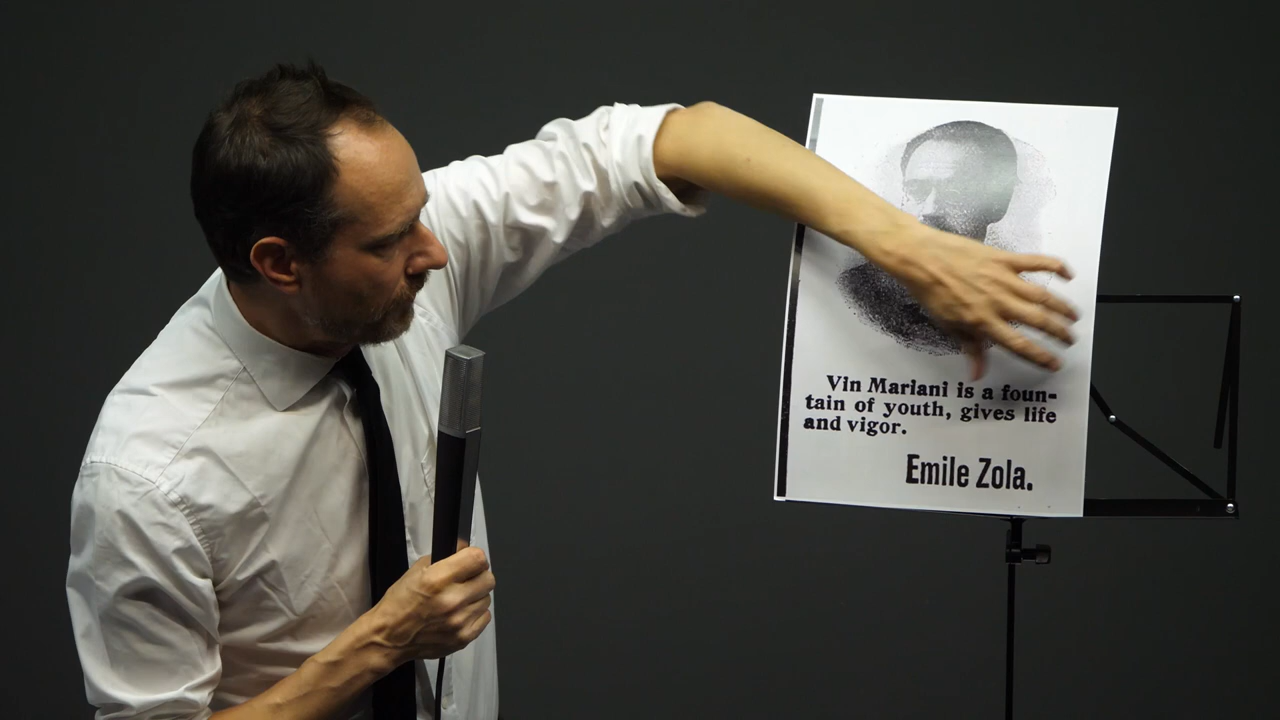 Vin Mariani is a foun-
tain of youth, gives life
and vigor.
Emile Zola.